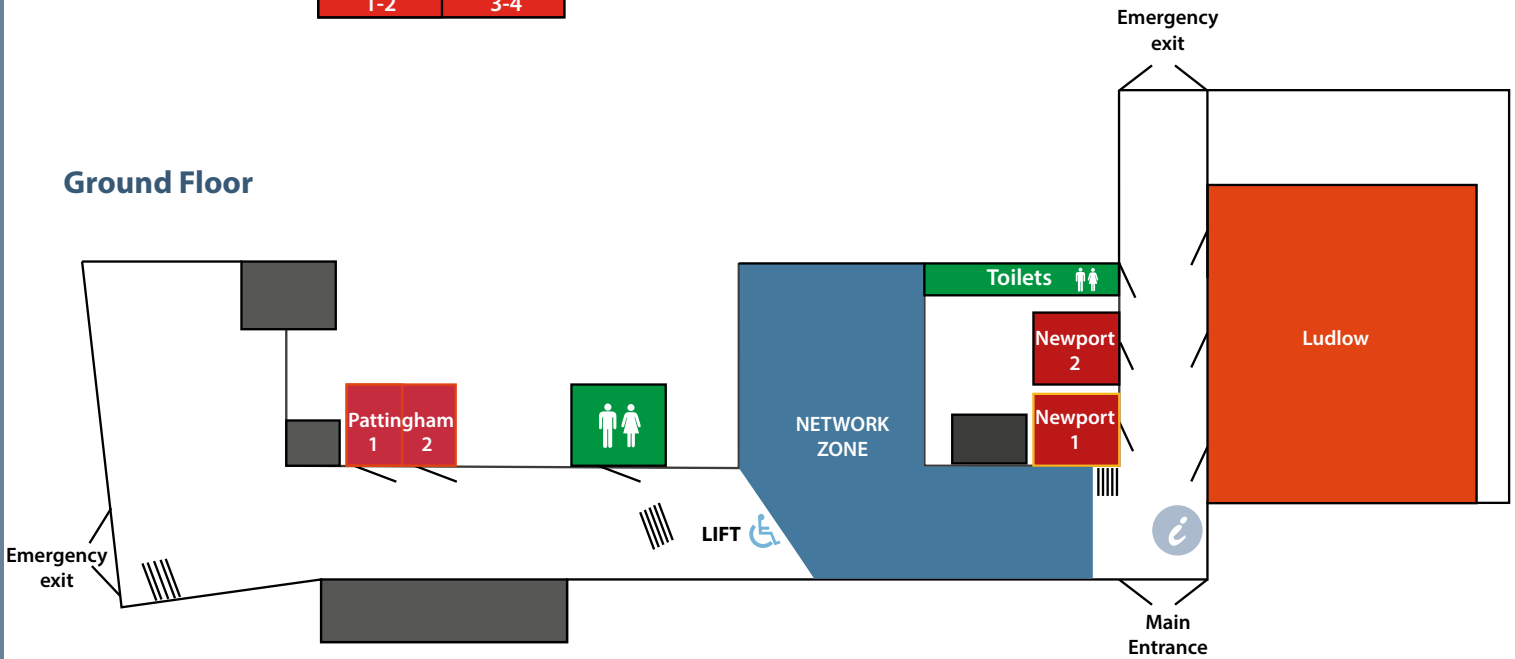 1-2
3-4
Emergency
exit
Ground Floor
Toilets
Newport
2
Ludlow
Pattingham
1 2
Newport
1
NETWORK
ZONE
LIFT
i
Emergency
exit
Main
Entrance